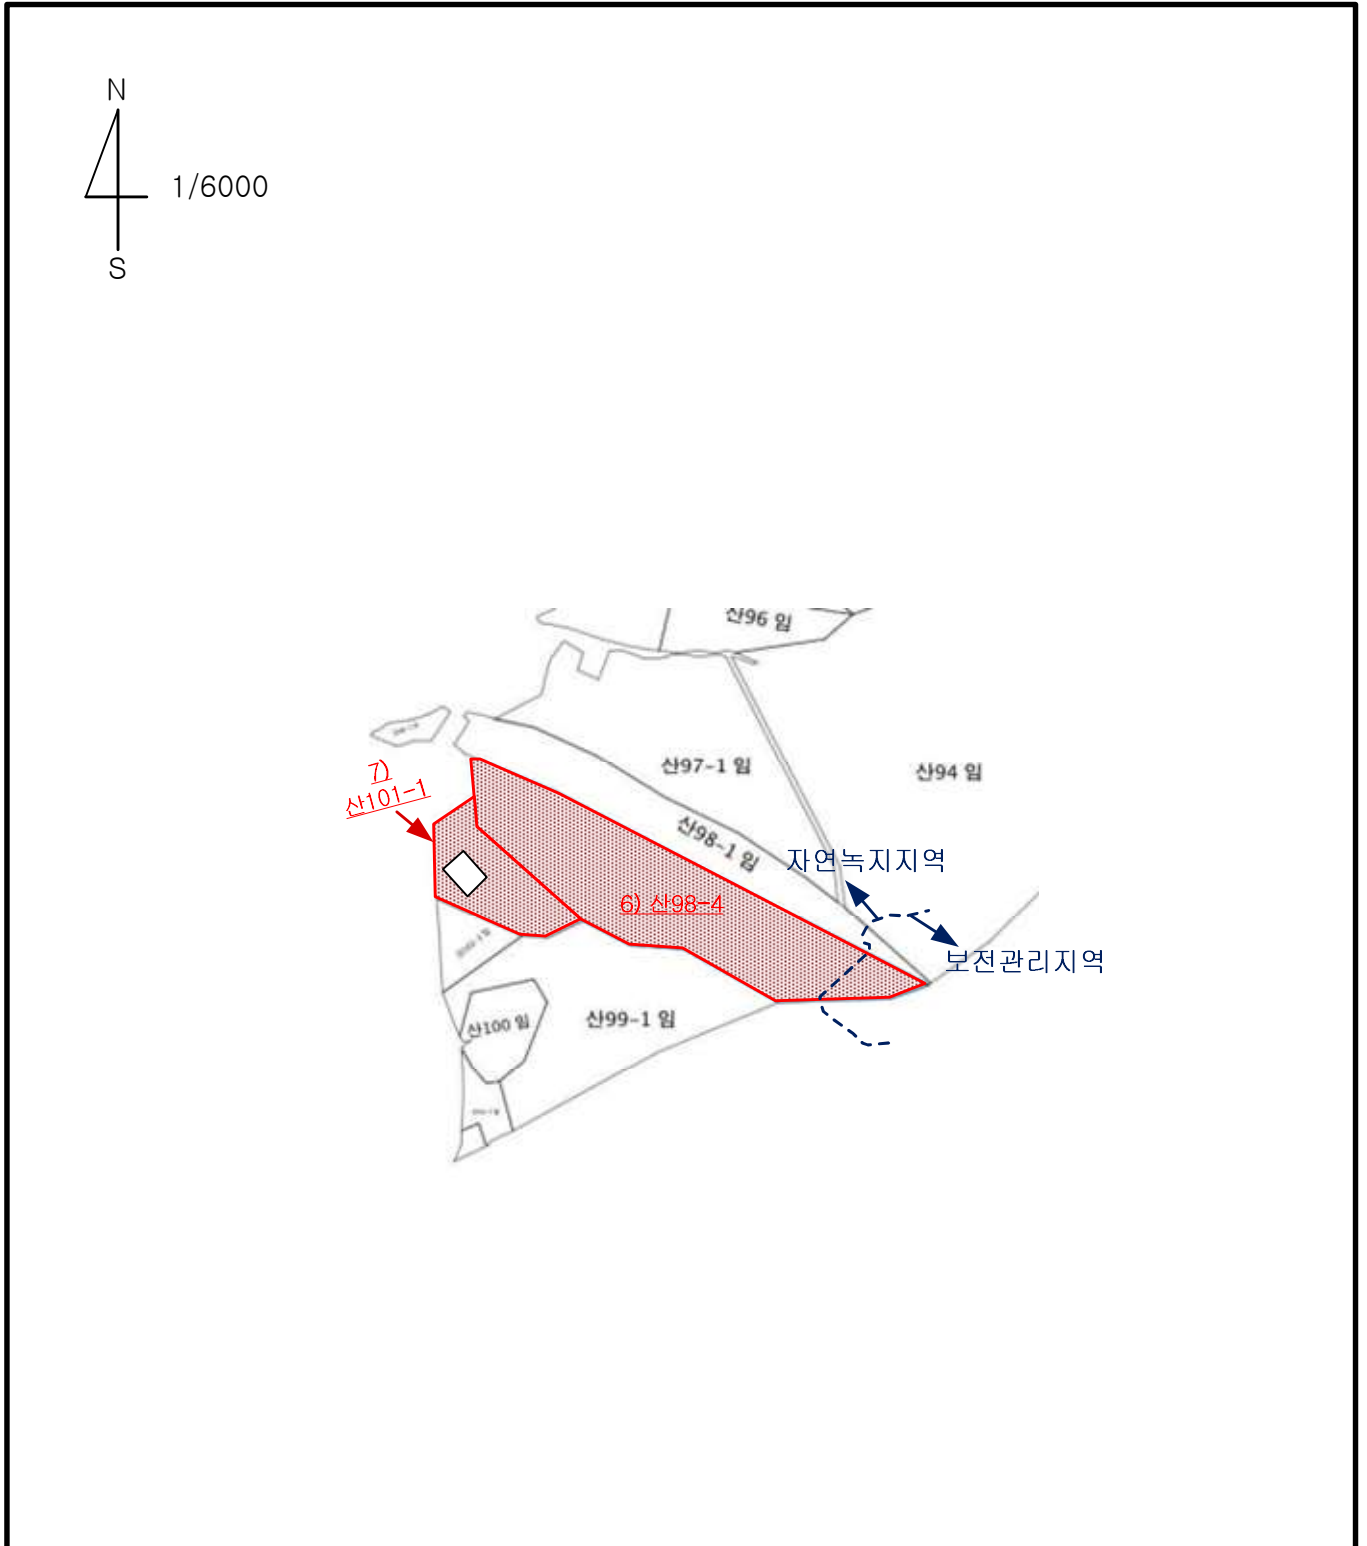 N
1/6000
S
산96 임
산97-1 임
산94 임
7)
산101-1
산98-1 임
자연녹지지역
6) 산98-4
보전관리지역
산99-1 임
산100 임